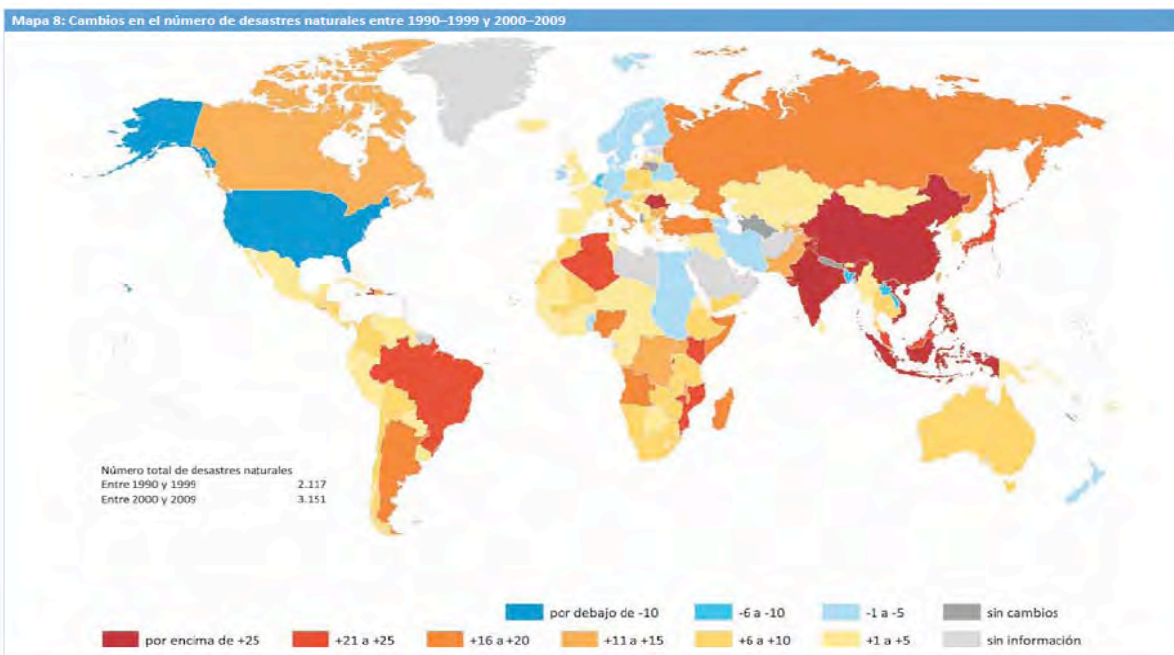 Mapa 8: Cambios en el número de desastres naturales entre 1990–1999 y 2000–2009
Número total de desastres naturales
Entre 1990 y 1999 2.117
Entre 2000 y 2009 3.151
por debajo de -10 -6 a -10 -1 a -5 sin cambios
por encima de +25 +21 a +25 +16 a +20 +11 a +15 +6 a +10 +1 a +5 sin información